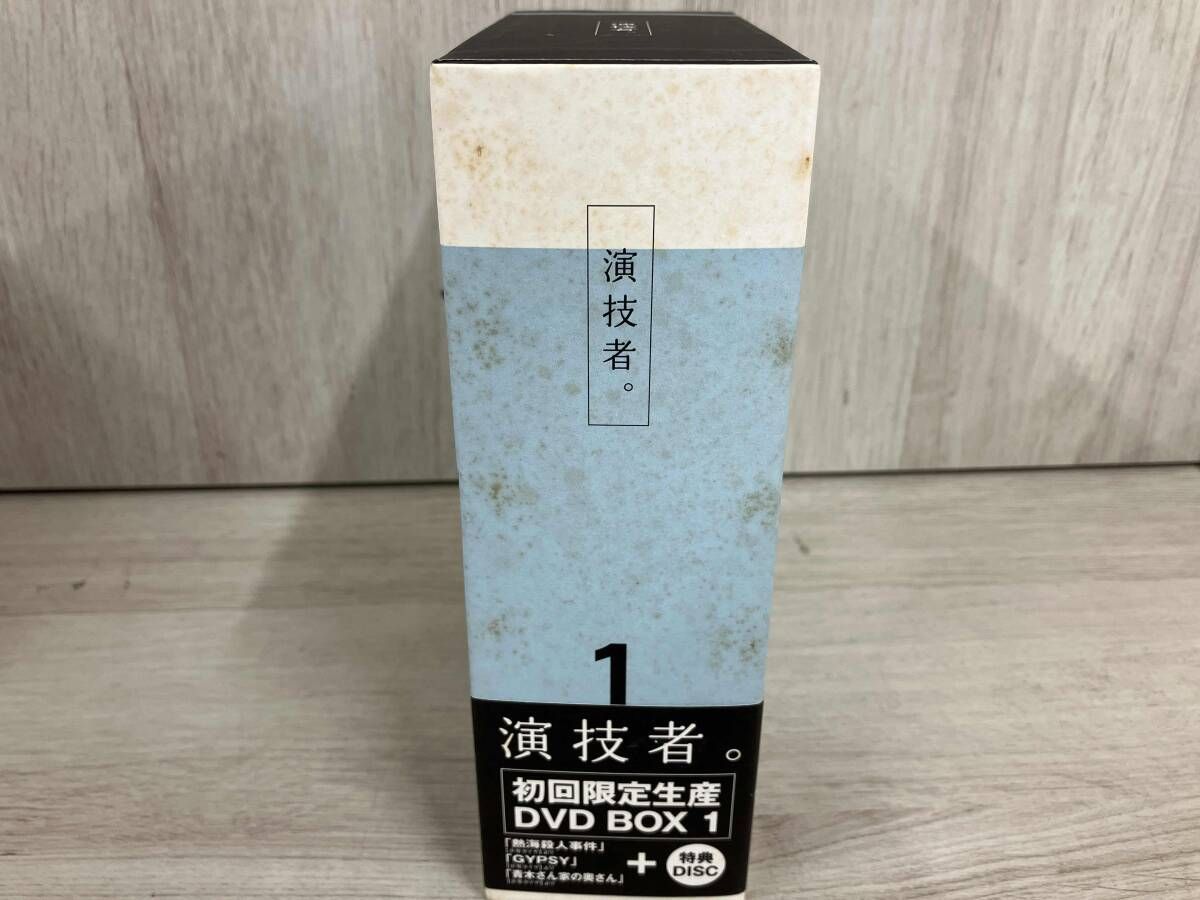 演技者。
1
演技者。
初回限定生産
DVD BOX 1
「熱海殺人事件」
「GYPSY」
「青木さん家の奥さん」
+
特典
DISC